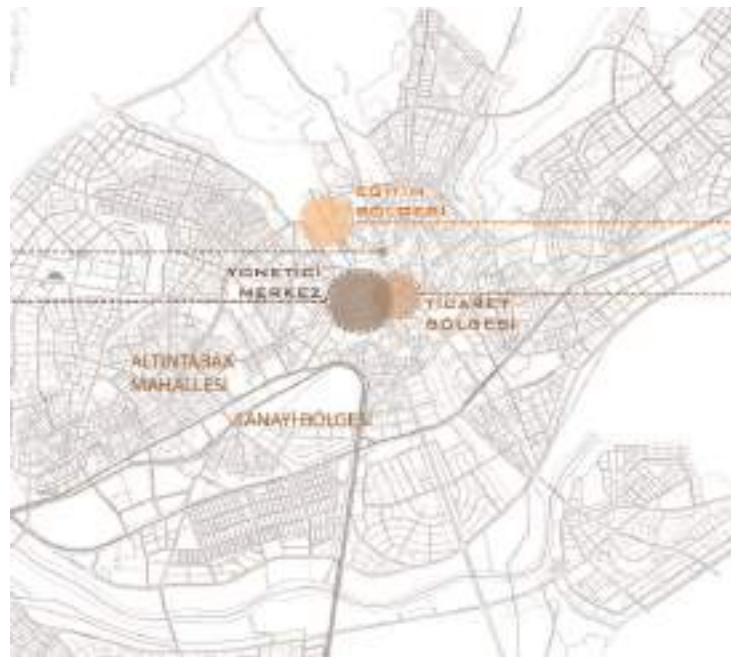 EĞİTİM
BÖLGESİ
YÖNETİCİ
MERKEZ
TİCARET
BÖLGESİ
ALTINTABAK
MAHALLESİ
SANAYİ BÖLGESİ